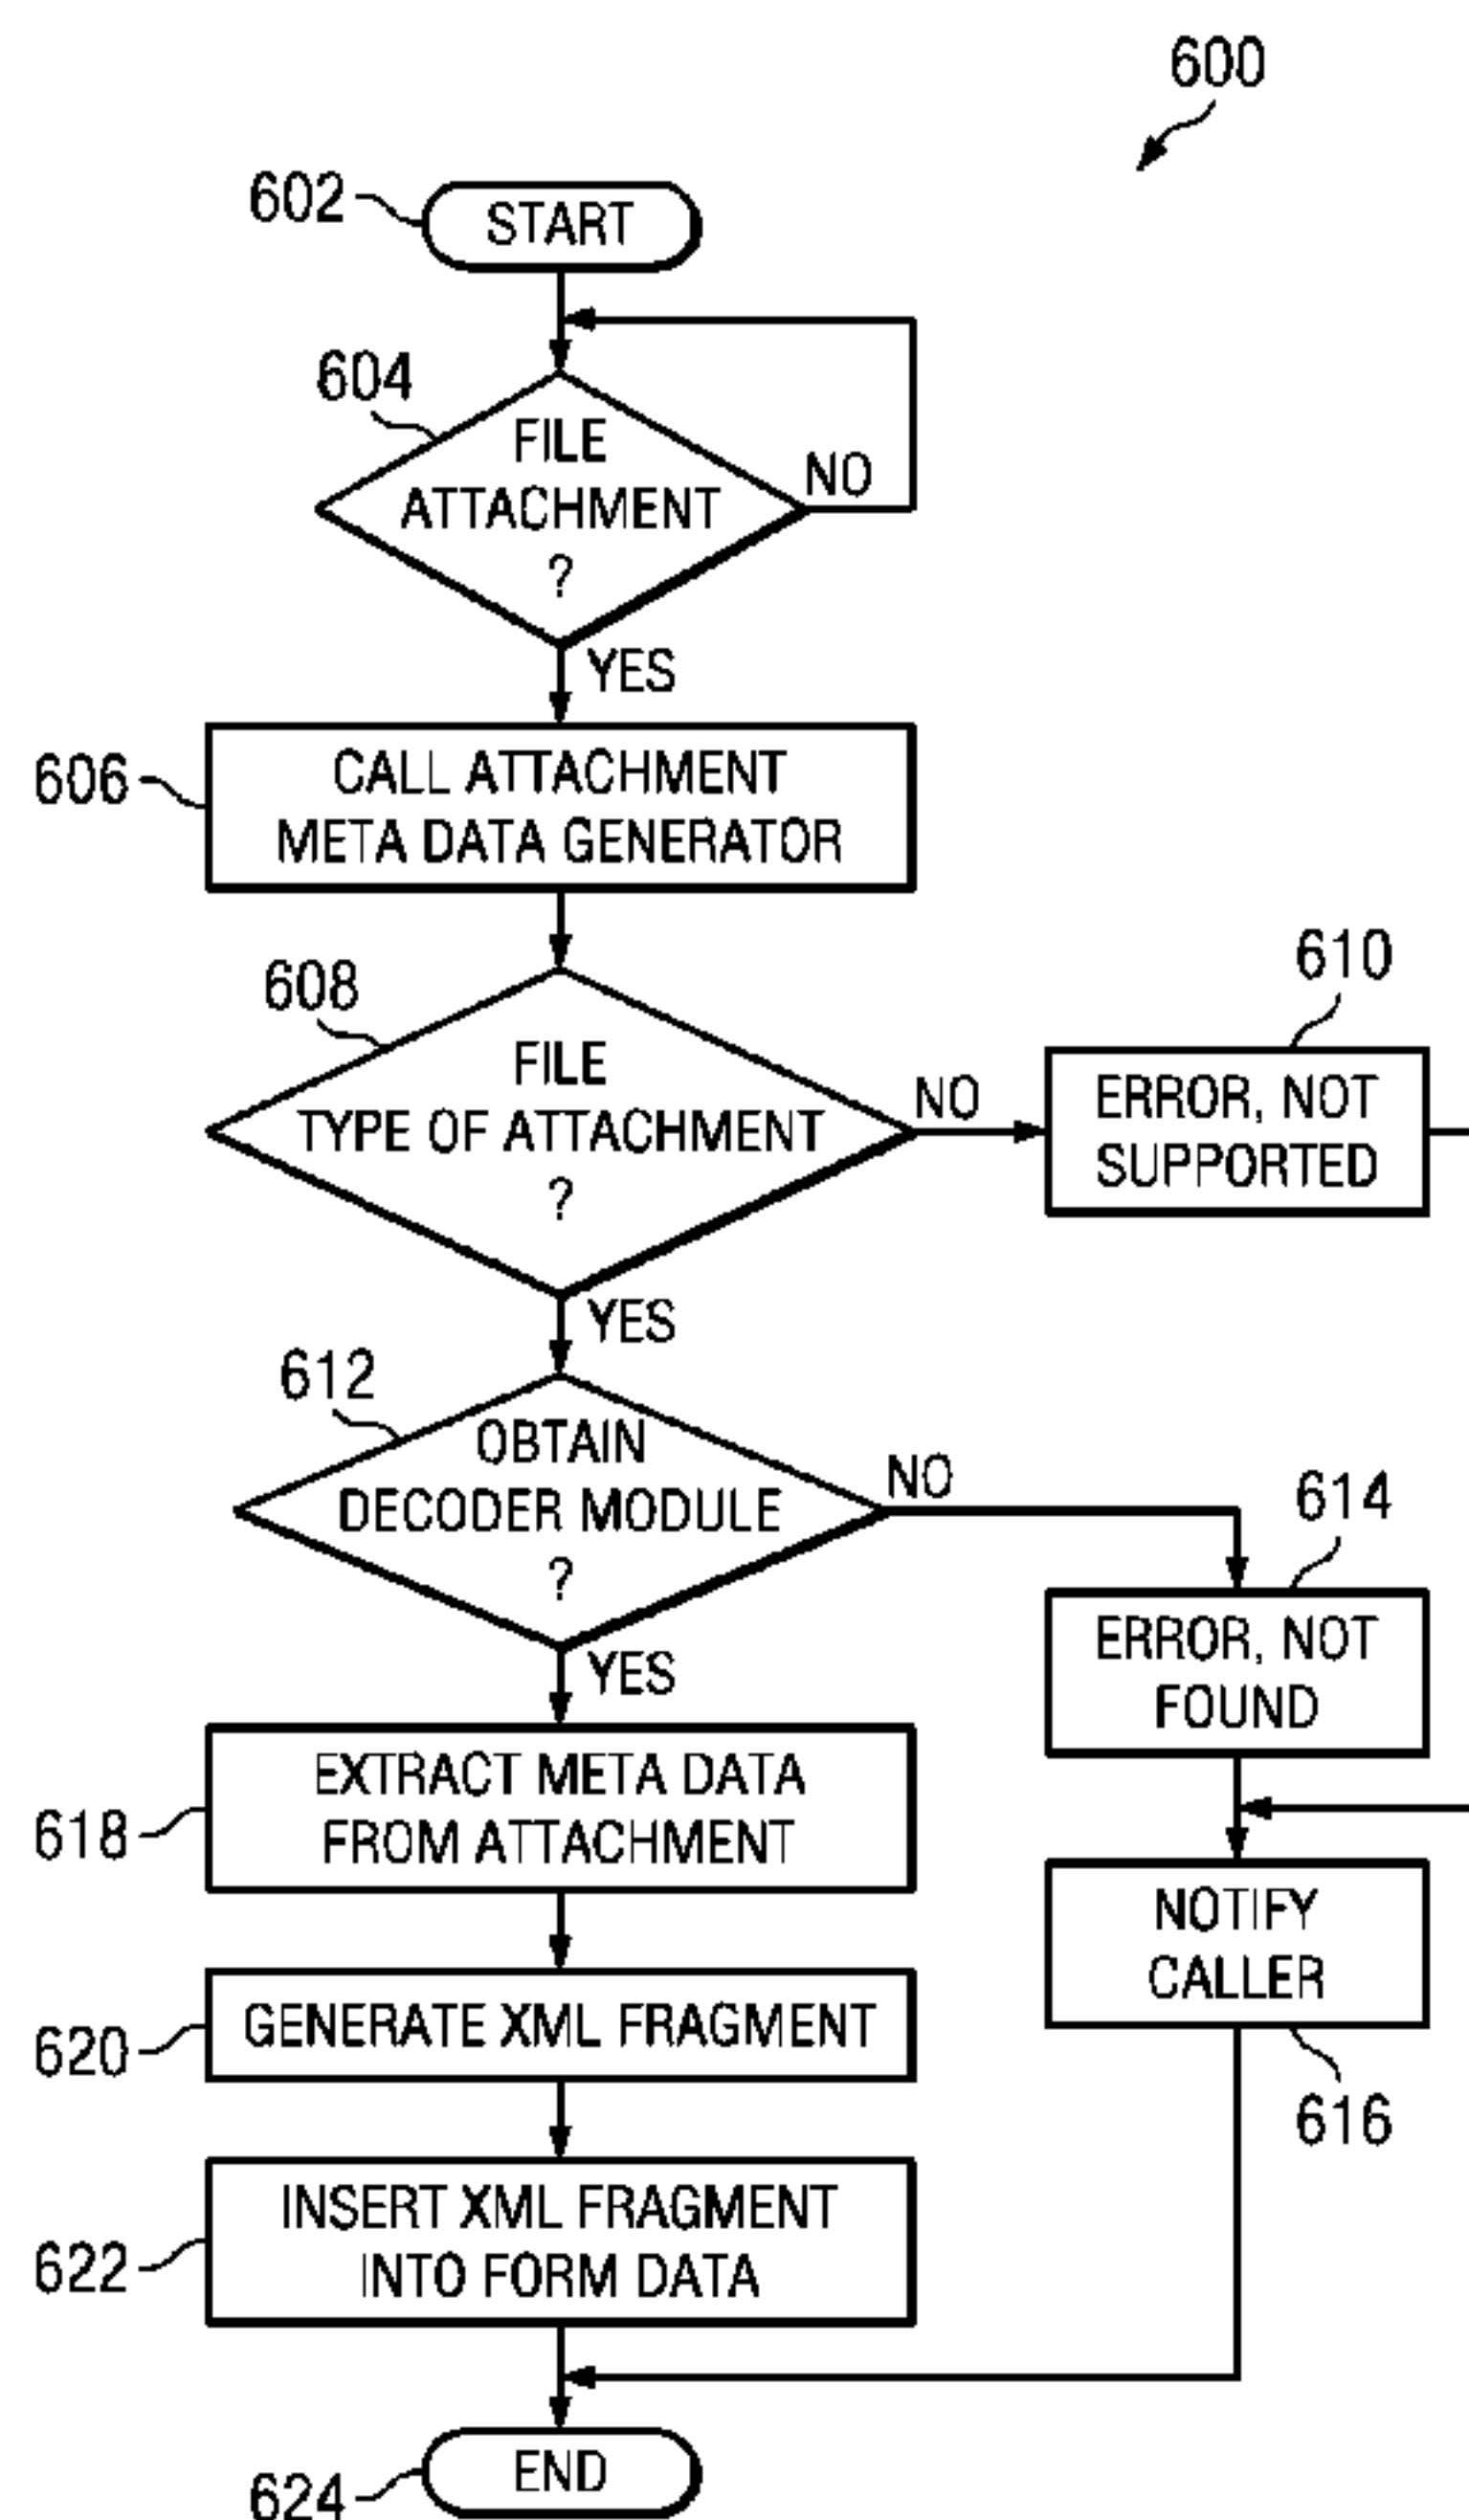 600
602
START
604
FILE
ATTACHMENT
?
NO
YES
606
CALL ATTACHMENT
META DATA GENERATOR
608
FILE
TYPE OF ATTACHMENT
?
NO
610
ERROR, NOT
SUPPORTED
YES
612
OBTAIN
DECODER MODULE
?
NO
614
ERROR, NOT
FOUND
YES
618
EXTRACT META DATA
FROM ATTACHMENT
NOTIFY
CALLER
616
620
GENERATE XML FRAGMENT
622
INSERT XML FRAGMENT
INTO FORM DATA
624
END